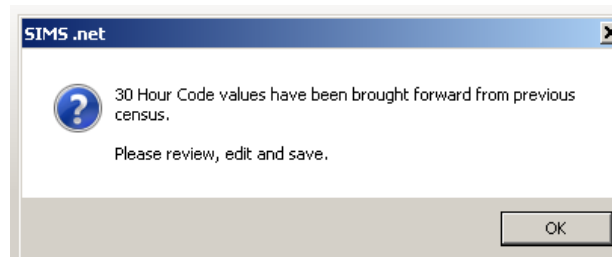 SIMS .net
30 Hour Code values have been brought forward from previous
census.
Please review, edit and save.
OK